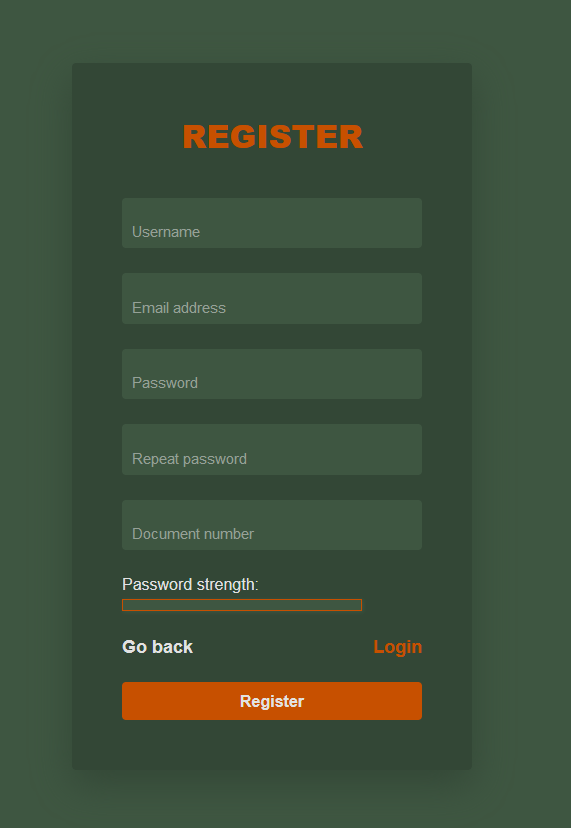 REGISTER
Username
Email address
Password
Repeat password
Document number
Password strength:
Go back Login
Register